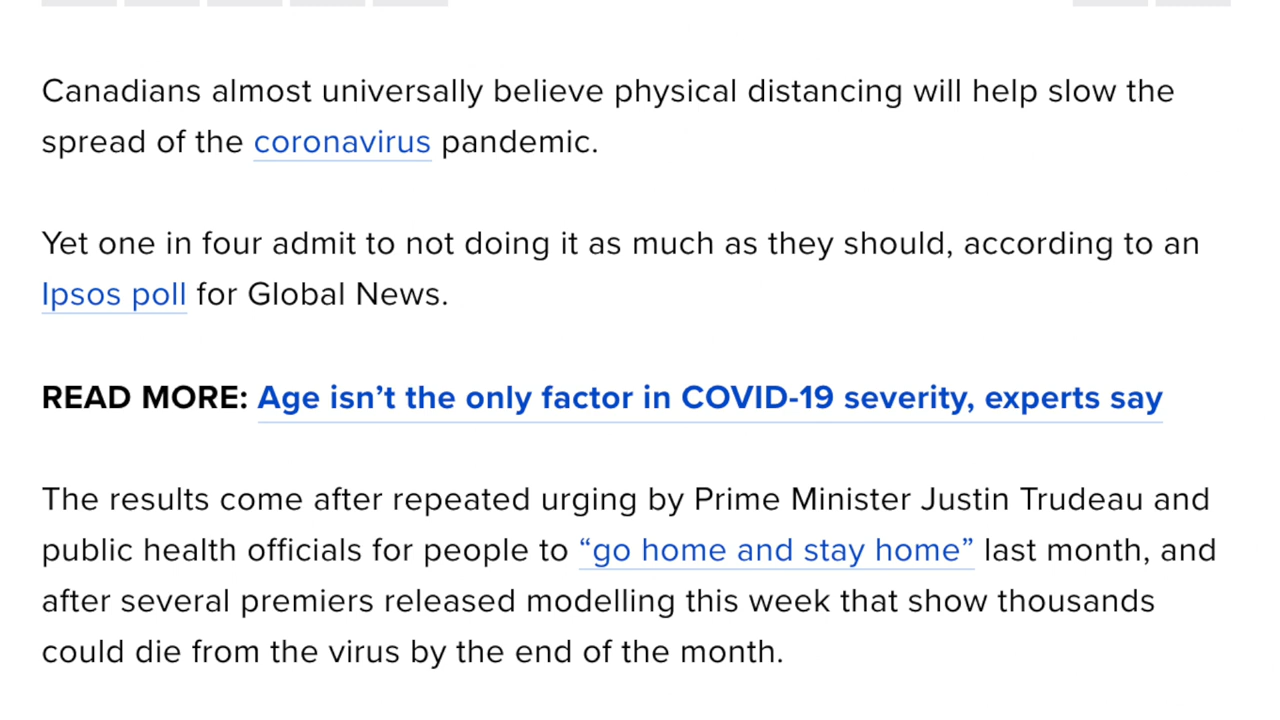 Canadians almost universally believe physical distancing will help slow the
spread of the coronavirus pandemic.
Yet one in four admit to not doing it as much as they should, according to an
Ipsos poll for Global News.
READ MORE: Age isn’t the only factor in COVID-19 severity, experts say
The results come after repeated urging by Prime Minister Justin Trudeau and
public health officials for people to “go home and stay home” last month, and
after several premiers released modelling this week that show thousands
could die from the virus by the end of the month.